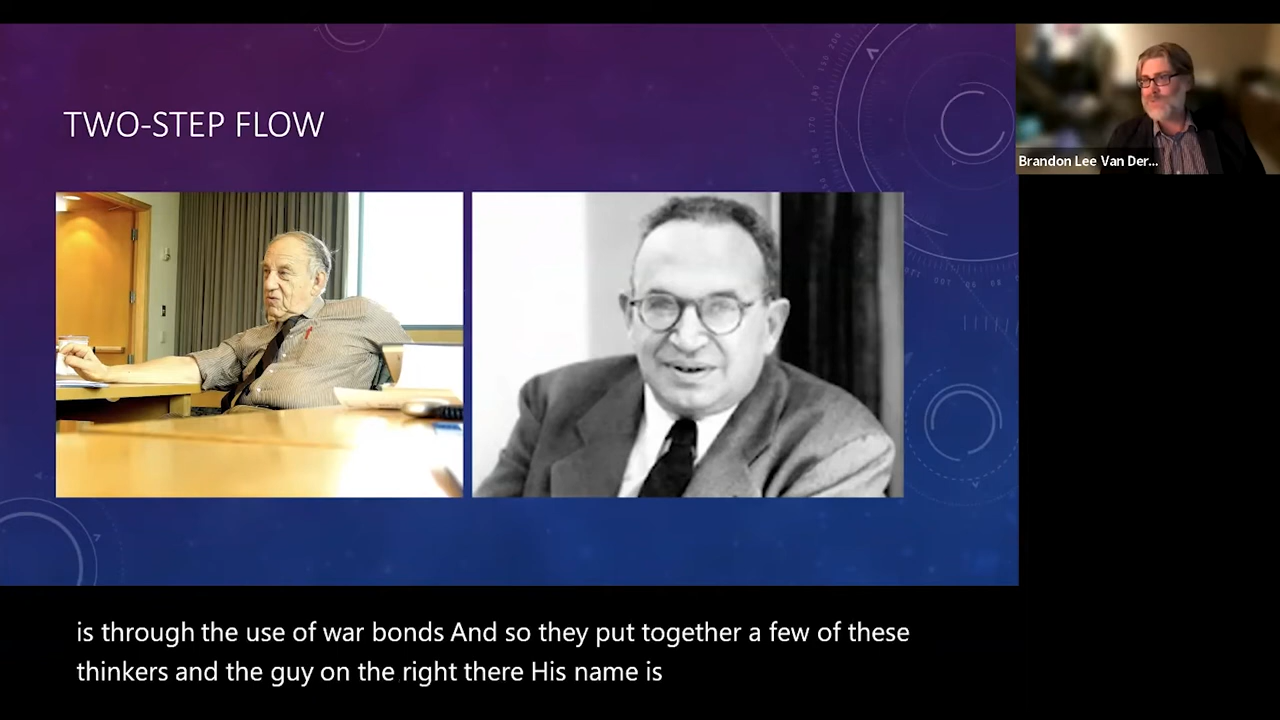 TWO-STEP FLOW
Brandon Lee Van Der...
is through the use of war bonds And so they put together a few of these
thinkers and the guy on the right there His name is